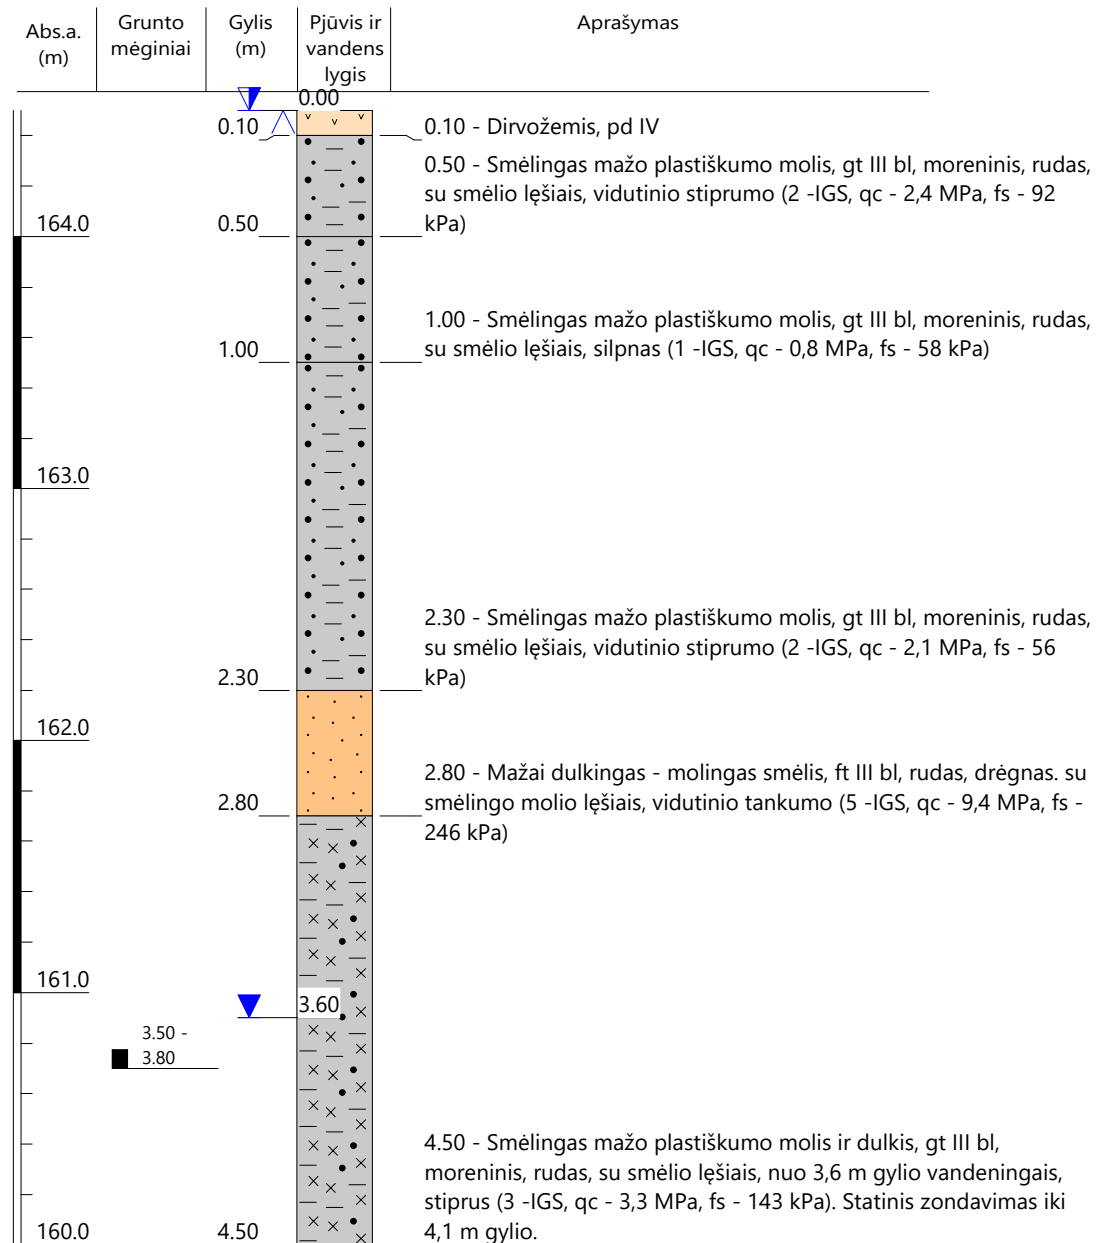 Abs.a.
(m)
Grunto
mėginiai
Gylis
(m)
Pjūvis ir
vandens
lygis
Aprašymas
0.00
0.10
0.10 - Dirvožemis, pd IV
0.50 - Smėlingas mažo plastiškumo molis, gt III bl, moreninis, rudas,
su smėlio lęšiais, vidutinio stiprumo (2 -IGS, qc - 2,4 MPa, fs - 92
kPa)
164.0
0.50
1.00 - Smėlingas mažo plastiškumo molis, gt III bl, moreninis, rudas,
su smėlio lęšiais, silpnas (1 -IGS, qc - 0,8 MPa, fs - 58 kPa)
1.00
163.0
2.30 - Smėlingas mažo plastiškumo molis, gt III bl, moreninis, rudas,
su smėlio lęšiais, vidutinio stiprumo (2 -IGS, qc - 2,1 MPa, fs - 56
kPa)
2.30
162.0
2.80 - Mažai dulkingas - molingas smėlis, ft III bl, rudas, drėgnas. su
smėlingo molio lęšiais, vidutinio tankumo (5 -IGS, qc - 9,4 MPa, fs -
246 kPa)
2.80
161.0
3.60
3.50 -
3.80
4.50 - Smėlingas mažo plastiškumo molis ir dulkis, gt III bl,
moreninis, rudas, su smėlio lęšiais, nuo 3,6 m gylio vandeningais,
stiprus (3 -IGS, qc - 3,3 MPa, fs - 143 kPa). Statinis zondavimas iki
4,1 m gylio.
160.0
4.50